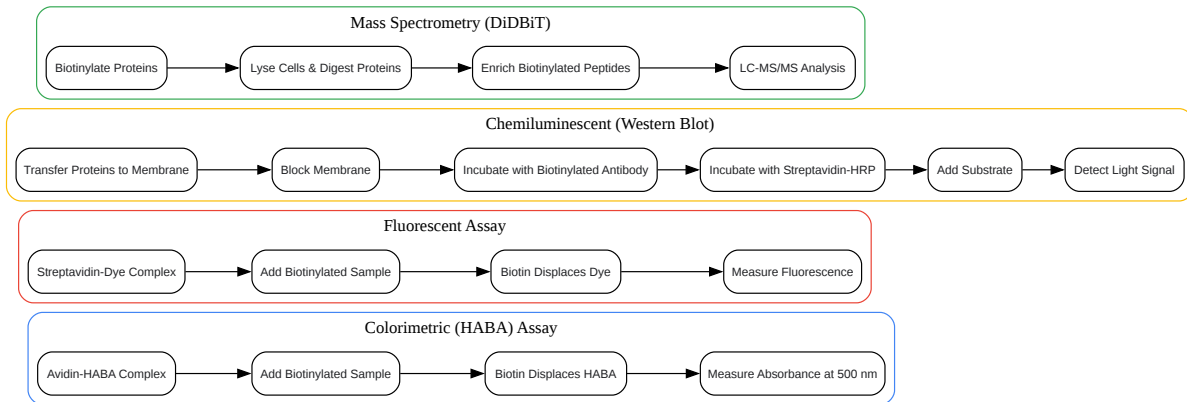 Mass Spectrometry (DiDBiT)
Biotinylate Proteins
Lyse Cells & Digest Proteins
Enrich Biotinylated Peptides
LC-MS/MS Analysis
Chemiluminescent (Western Blot)
Transfer Proteins to Membrane
Block Membrane
Incubate with Biotinylated Antibody
Incubate with Streptavidin-HRP
Add Substrate
Detect Light Signal
Fluorescent Assay
Streptavidin-Dye Complex
Add Biotinylated Sample
Biotin Displaces Dye
Measure Fluorescence
Colorimetric (HABA) Assay
Avidin-HABA Complex
Add Biotinylated Sample
Biotin Displaces HABA
Measure Absorbance at 500 nm